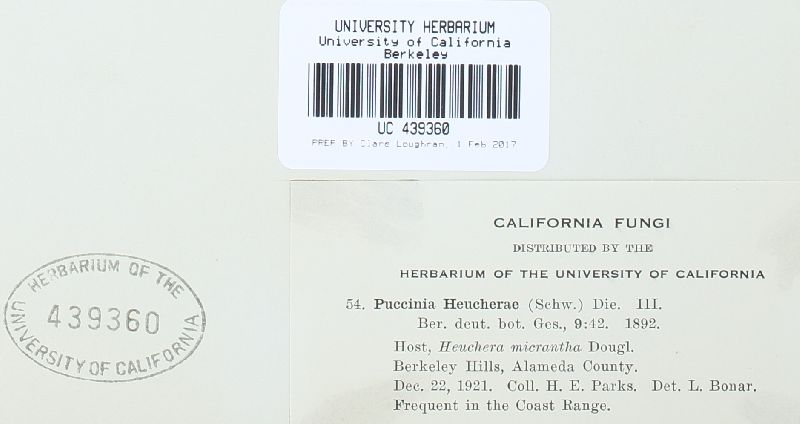 UNIVERSITY HERBARIUM
University of California
Berkeley
UC 439360
PREP BY Clare Loughran, 1 Feb 2017
CALIFORNIA FUNGI
DISTRIBUTED BY THE
HERBARIUM OF THE UNIVERSITY OF CALIFORNIA
54. Puccinia Heucherae (Schw.) Die. III.
Ber. deut. bot. Ges., 9:42. 1892.
Host, Heuchera micrantha Dougl.
Berkeley Hills, Alameda County.
Dec. 22, 1921. Coll. H. E. Parks. Det. L. Bonar.
Frequent in the Coast Range.
HERBARIUM OF THE
439360
UNIVERSITY OF CALIFORNIA